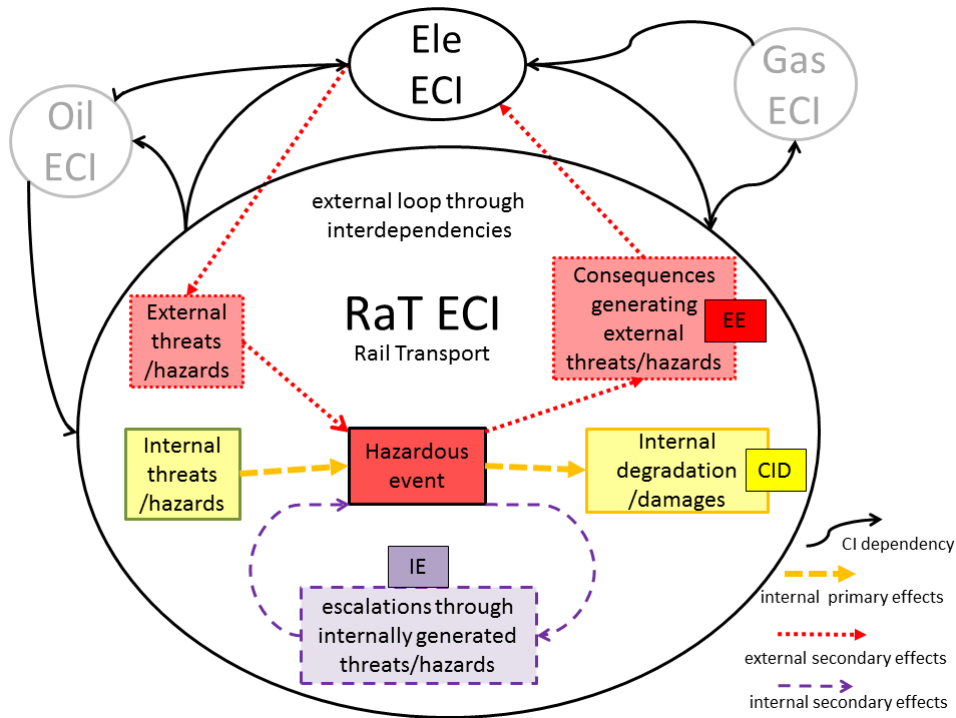 Ele
ECI
Gas
ECI
Oil
ECI
external loop through
interdependencies
RaT ECI
Rail Transport
External
threats
/hazards
Consequences
generating
external
threats/hazards
EE
Internal
threats
/hazards
Hazardous
event
Internal
degradation
/damages
CID
IE
escalations through
internally generated
threats/hazards
CI dependency
internal primary effects
external secondary effects
internal secondary effects